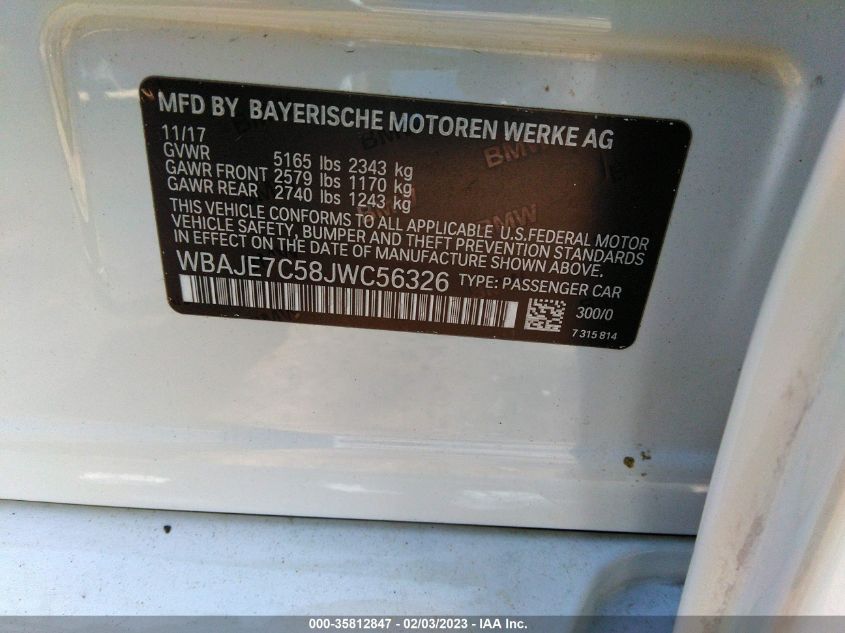 MFD BY BAYERISCHE MOTOREN WERKE AG
11/17
GVWR 5165 lbs 2343 kg
GAWR FRONT 2579 lbs 1170 kg
GAWR REAR 2740 lbs 1243 kg
THIS VEHICLE CONFORMS TO ALL APPLICABLE U.S.FEDERAL MOTOR
VEHICLE SAFETY, BUMPER AND THEFT PREVENTION STANDARDS
IN EFFECT ON THE DATE OF MANUFACTURE SHOWN ABOVE.
WBAJE7C58JWC56326 TYPE: PASSENGER CAR
300/0
7 315 814
BMW
BMW
000-35812847 - 02/03/2023 - IAA Inc.